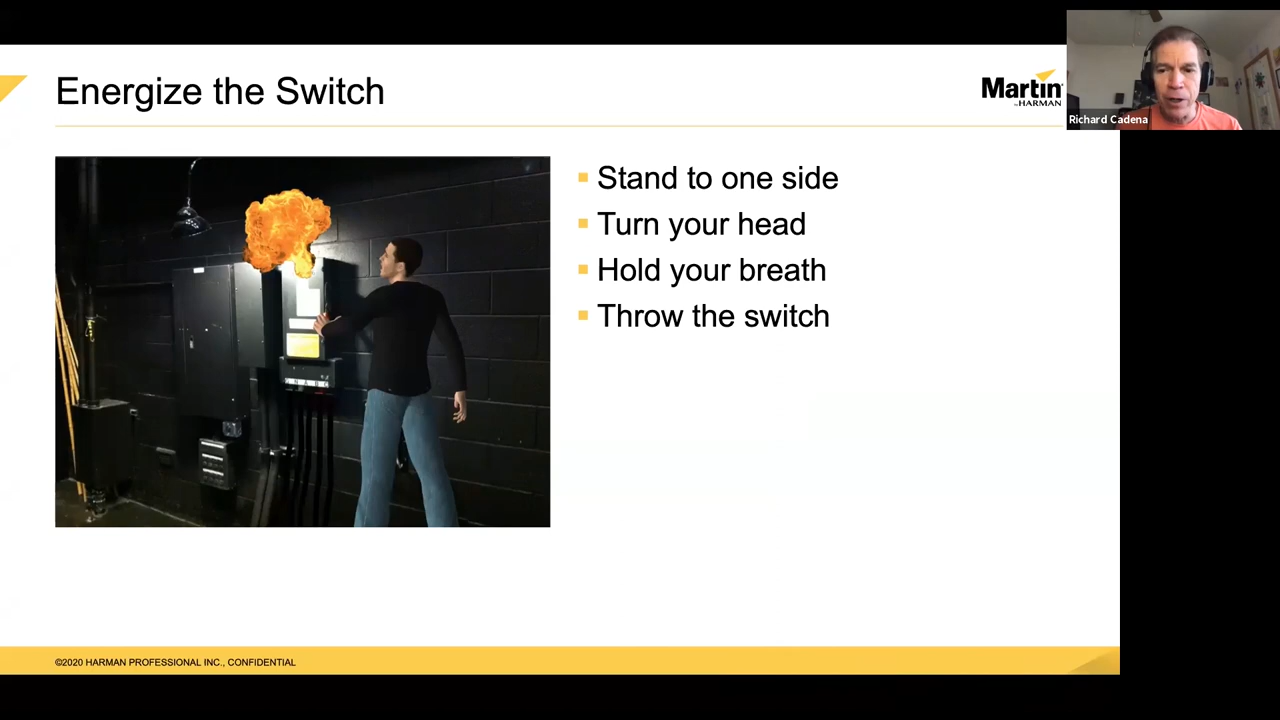 Energize the Switch
Martin
by HARMAN
Richard Cadena
Stand to one side
Turn your head
Hold your breath
Throw the switch
©2020 HARMAN PROFESSIONAL INC., CONFIDENTIAL